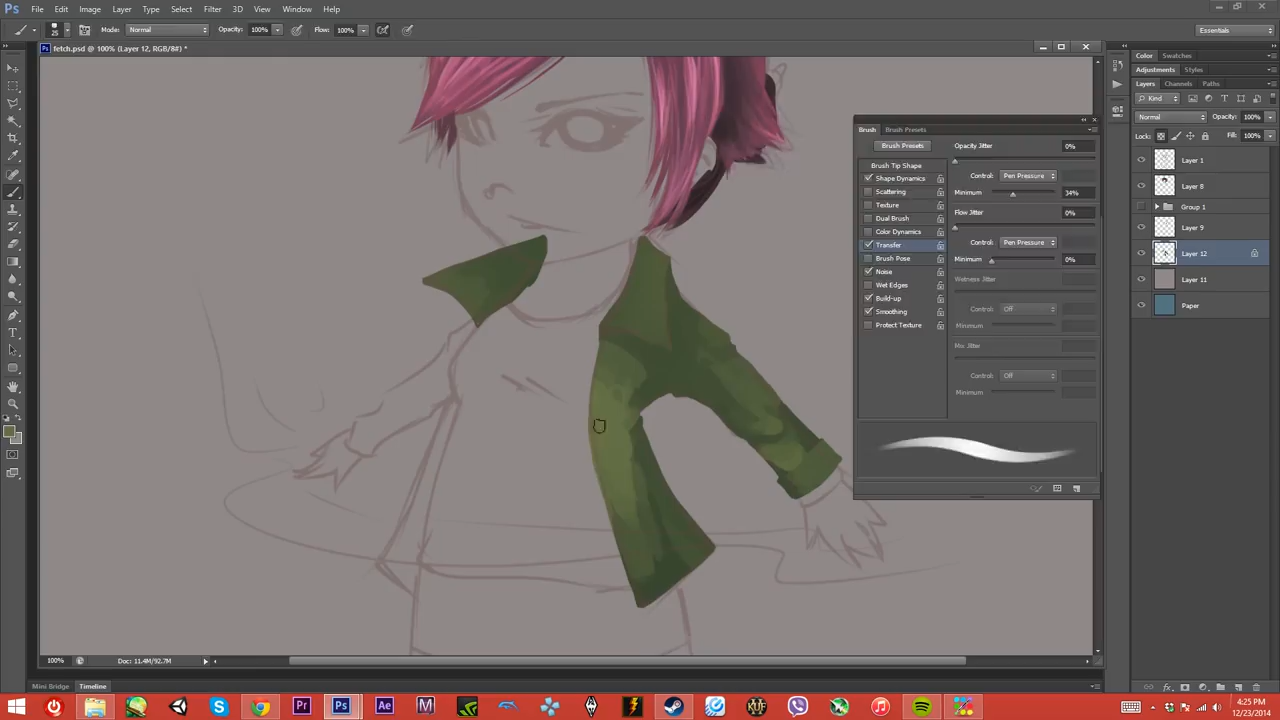 Ps File Edit Image Layer Type Select Filter 3D View Window Help
25 Mode: Normal Opacity: 100% Flow: 100% Essentials
fetch.psd @ 100% (Layer 12, RGB/8#) *
Color Swatches
Adjustments Styles
Layers Channels Paths
Kind
Normal Opacity: 100%
Lock: Fill: 100%
Layer 1
Layer 8
Group 1
Layer 9
Layer 12
Layer 11
Paper
Brush Brush Presets
Brush Presets Opacity Jitter 0%
Brush Tip Shape
Shape Dynamics Control: Pen Pressure
Scattering Minimum 34%
Texture
Dual Brush Flow Jitter 0%
Color Dynamics
Transfer Control: Pen Pressure
Brush Pose Minimum 0%
Noise
Wet Edges Wetness Jitter
Build-up
Smoothing Control: Off
Protect Texture Minimum
Mix Jitter
Control: Off
Minimum
100% Doc: 11.4M/92.7M
Mini Bridge Timeline
Pr Ps Ae M KUF 4:25 PM
12/23/2014